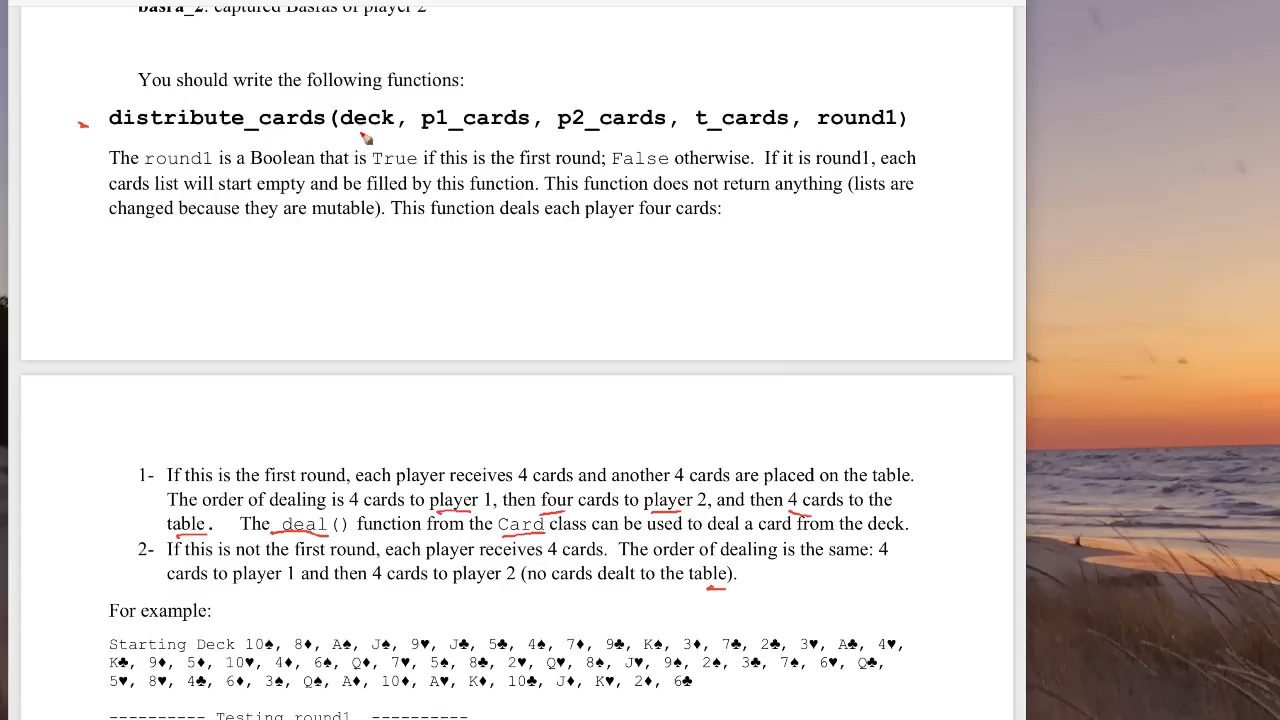 basra_2: captured Basras of player 2
You should write the following functions:
distribute_cards(deck, p1_cards, p2_cards, t_cards, round1)
The round1 is a Boolean that is True if this is the first round; False otherwise. If it is round1, each
cards list will start empty and be filled by this function. This function does not return anything (lists are
changed because they are mutable). This function deals each player four cards:
1- If this is the first round, each player receives 4 cards and another 4 cards are placed on the table.
The order of dealing is 4 cards to player 1, then four cards to player 2, and then 4 cards to the
table. The deal() function from the Card class can be used to deal a card from the deck.
2- If this is not the first round, each player receives 4 cards. The order of dealing is the same: 4
cards to player 1 and then 4 cards to player 2 (no cards dealt to the table).
For example:
Starting Deck 10♠, 8♦, A♠, J♠, 9♥, J♣, 5♣, 4♠, 7♦, 9♣, K♠, 3♦, 7♣, 2♣, 3♥, A♣, 4♥,
K♣, 9♦, 5♦, 10♥, 4♦, 6♠, Q♦, 7♥, 5♠, 8♣, 2♥, Q♥, 8♠, J♥, 9♠, 2♠, 3♣, 7♠, 6♥, Q♣,
5♥, 8♥, 4♣, 6♦, 3♠, Q♠, A♦, 10♦, A♥, K♦, 10♣, J♦, K♥, 2♦, 6♣
---------- Testing round1 ----------